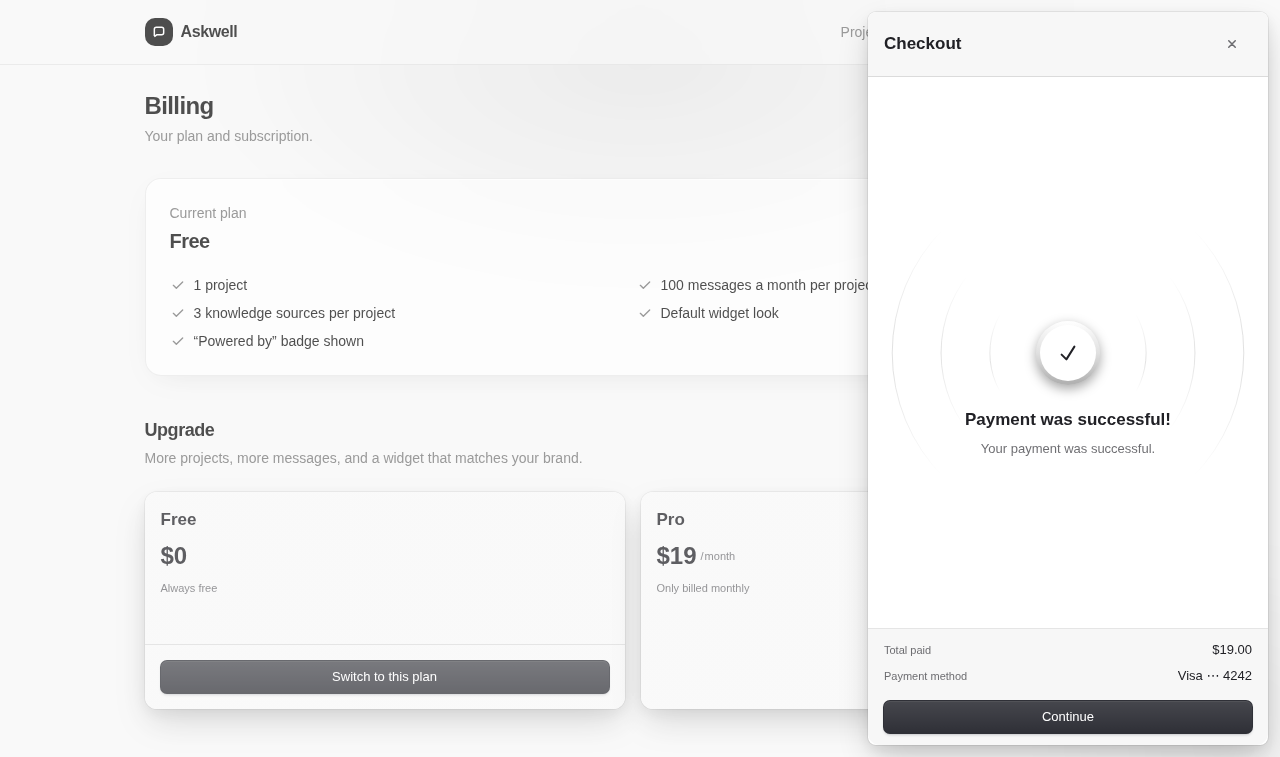 Askwell
Billing
Your plan and subscription.
Current plan
Free
1 project
100 messages a month per
3 knowledge sources per project
Default widget look
“Powered by” badge shown
Upgrade
More projects, more messages, and a widget that matches your brand.
Free
$0
Always free
Switch to this plan
Pro
$19 /month
Only billed monthly
Checkout
Payment was successful!
Your payment was successful.
Total paid $19.00
Payment method Visa ··· 4242
Continue